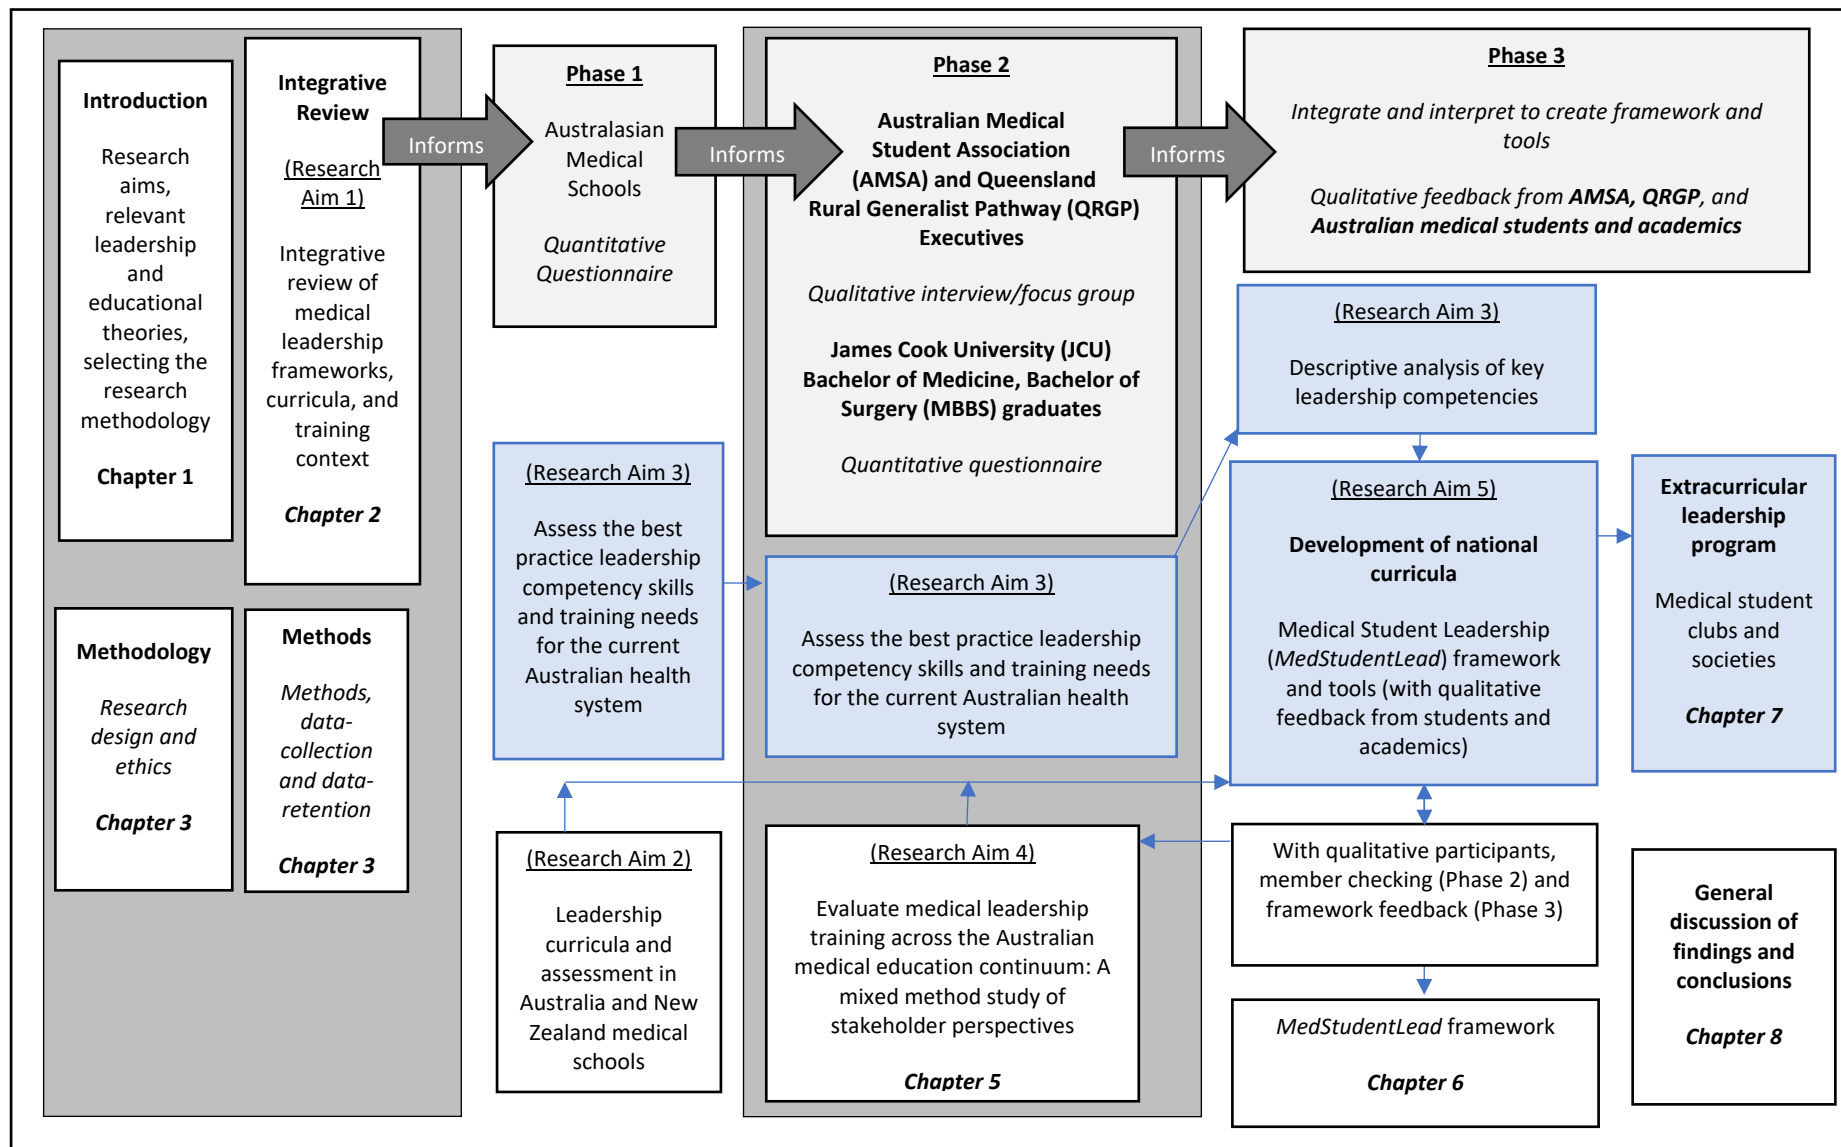 Introduction
Research
aims,
relevant
leadership
and
educational
theories,
selecting the
research
methodology
Chapter 1
Integrative
Review
(Research
Aim 1)
Integrative
review of
medical
leadership
frameworks,
curricula, and
training
context
Chapter 2
Methodology
Research
design and
ethics
Chapter 3
Methods
Methods,
data-
collection
and data-
retention
Chapter 3
Informs
Phase 1
Australasian
Medical
Schools
Quantitative
Questionnaire
Informs
Phase 2
Australian Medical
Student Association
(AMSA) and Queensland
Rural Generalist Pathway (QRGP)
Executives
Qualitative interview/focus group
James Cook University (JCU)
Bachelor of Medicine, Bachelor of
Surgery (MBBS) graduates
Quantitative questionnaire
Informs
Phase 3
Integrate and interpret to create framework and
tools
Qualitative feedback from AMSA, QRGP, and
Australian medical students and academics
(Research Aim 3)
Assess the best
practice leadership
competency skills
and training needs
for the current
Australian health
system
(Research Aim 3)
Assess the best practice leadership
competency skills and training needs
for the current Australian health
system
(Research Aim 3)
Descriptive analysis of key
leadership competencies
(Research Aim 5)
Development of national
curricula
Medical Student Leadership
(MedStudentLead) framework
and tools (with qualitative
feedback from students and
academics)
Extracurricular
leadership
program
Medical student
clubs and
societies
Chapter 7
(Research Aim 2)
Leadership
curricula and
assessment in
Australia and New
Zealand medical
schools
(Research Aim 4)
Evaluate medical leadership
training across the Australian
medical education continuum: A
mixed method study of
stakeholder perspectives
Chapter 5
With qualitative participants,
member checking (Phase 2) and
framework feedback (Phase 3)
MedStudentLead framework
Chapter 6
General
discussion of
findings and
conclusions
Chapter 8